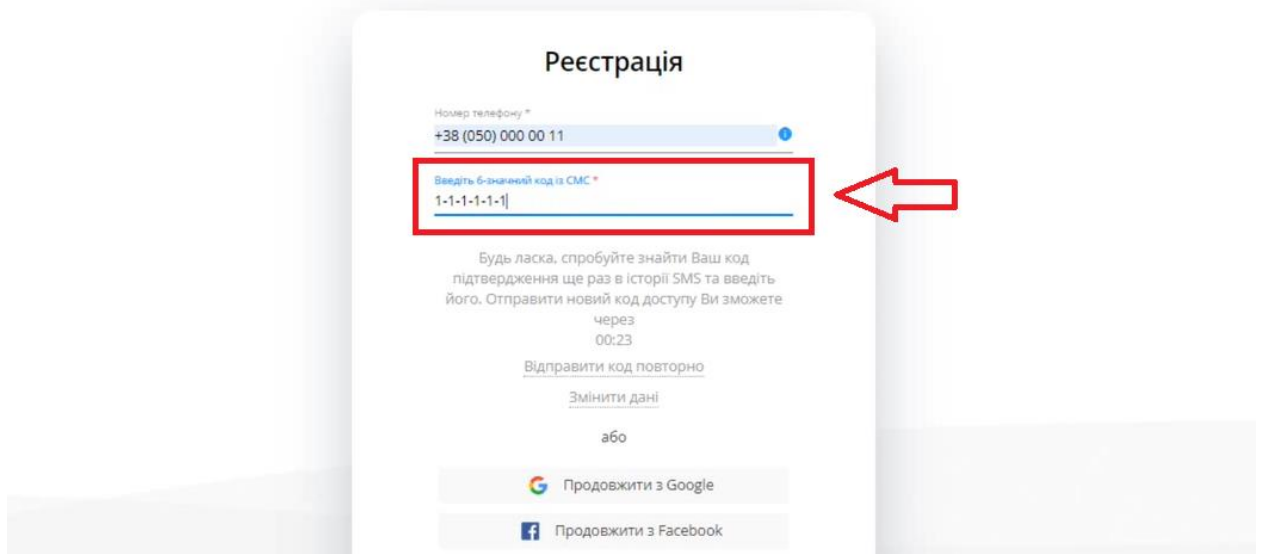 Реєстрація
Номер телефону *
+38 (050) 000 00 11
Введіть 6-значний код із СМС *
1-1-1-1-1-1
Будь ласка, спробуйте знайти Ваш код
підтвердження ще раз в історії SMS та введіть
його. Отправити новий код доступу Ви зможете
через
00:23
Відправити код повторно
Змінити дані
або
Продовжити з Google
Продовжити з Facebook